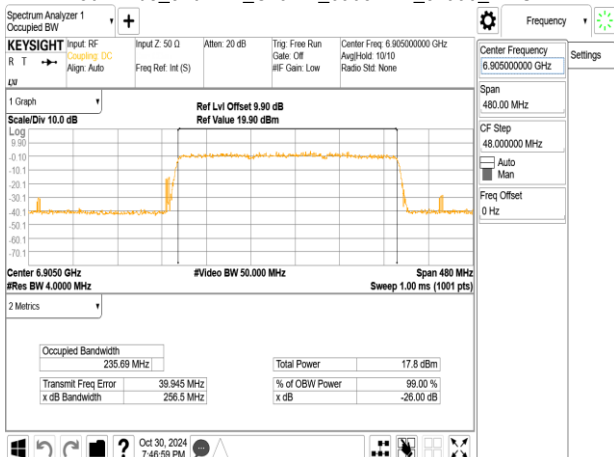 Spectrum Analyzer 1
Occupied BW
Frequency
KEYSIGHT
R T
LXI
Input: RF
Coupling: DC
Align: Auto
Input Z: 50 Ω
Freq Ref: Int (S)
Atten: 20 dB
Trig: Free Run
Gate: Off
#IF Gain: Low
Center Freq: 6.905000000 GHz
Avg|Hold: 10/10
Radio Std: None
Center Frequency
6.905000000 GHz
Settings
Span
480.00 MHz
CF Step
48.000000 MHz
Auto
Man
Freq Offset
0 Hz
1 Graph
Scale/Div 10.0 dB
Ref Lvl Offset 9.90 dB
Ref Value 19.90 dBm
Log
9.90
-0.10
-10.1
-20.1
-30.1
-40.1
-50.1
-60.1
-70.1
Center 6.9050 GHz
#Video BW 50.000 MHz
Span 480 MHz
#Res BW 4.0000 MHz
Sweep 1.00 ms (1001 pts)
2 Metrics
Occupied Bandwidth
235.69 MHz
Total Power 17.8 dBm
Transmit Freq Error 39.945 MHz
% of OBW Power 99.00 %
x dB Bandwidth 256.5 MHz
x dB -26.00 dB
?
Oct 30, 2024
7:46:59 PM